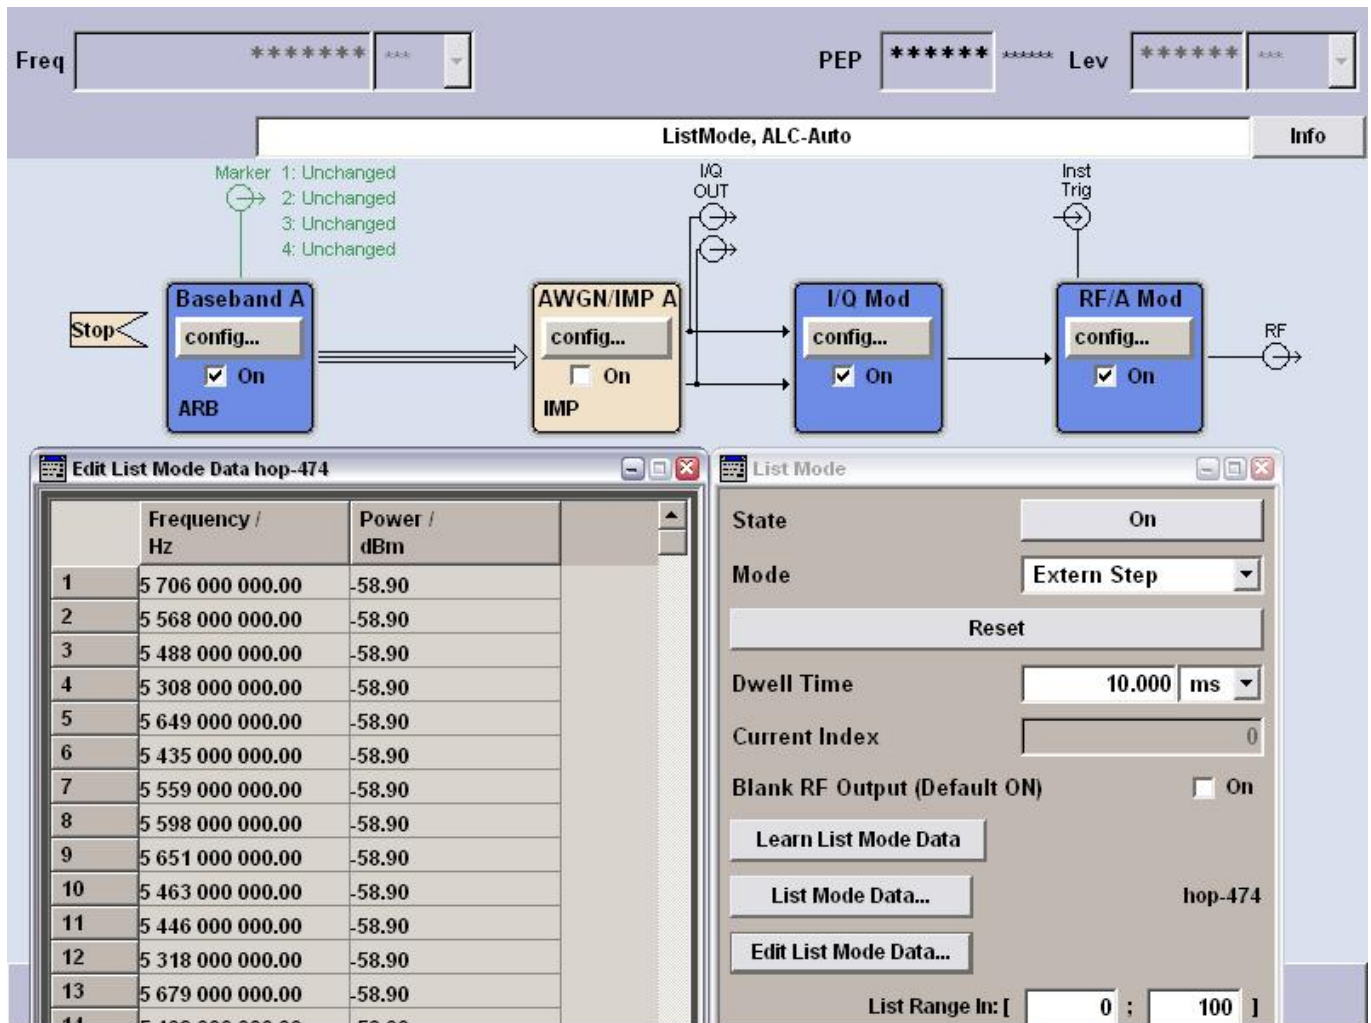 Freq ******* *** PEP ****** ****** Lev ****** ***
ListMode, ALC-Auto Info
Marker 1: Unchanged
2: Unchanged
3: Unchanged
4: Unchanged
I/Q
OUT
Inst
Trig
Stop
Baseband A
config...
On
ARB
AWGN/IMP A
config...
On
IMP
I/Q Mod
config...
On
RF/A Mod
config...
On
RF
Edit List Mode Data hop-474
Frequency / Power /
Hz dBm
1 5 706 000 000.00 -58.90
2 5 568 000 000.00 -58.90
3 5 488 000 000.00 -58.90
4 5 308 000 000.00 -58.90
5 5 649 000 000.00 -58.90
6 5 435 000 000.00 -58.90
7 5 559 000 000.00 -58.90
8 5 598 000 000.00 -58.90
9 5 651 000 000.00 -58.90
10 5 463 000 000.00 -58.90
11 5 446 000 000.00 -58.90
12 5 318 000 000.00 -58.90
13 5 679 000 000.00 -58.90
List Mode
State On
Mode Extern Step
Reset
Dwell Time 10.000 ms
Current Index 0
Blank RF Output (Default ON) On
Learn List Mode Data
List Mode Data... hop-474
Edit List Mode Data...
List Range In: [ 0 ; 100 ]